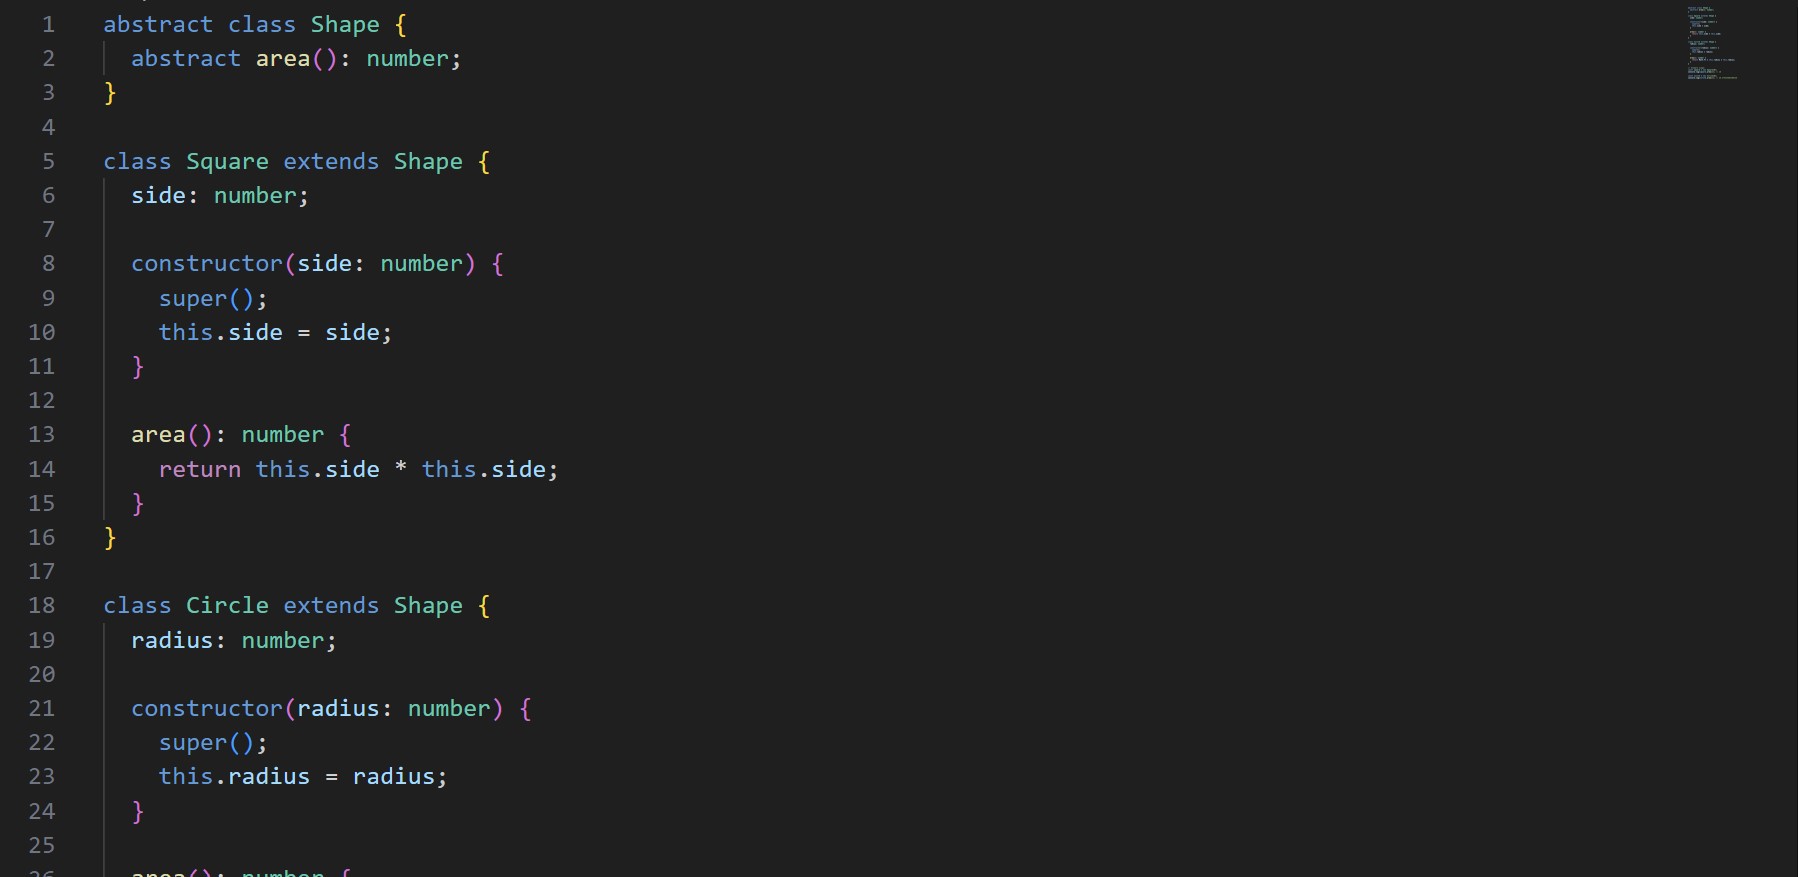 1 abstract class Shape {
2   abstract area(): number;
3 }
4
5 class Square extends Shape {
6   side: number;
7
8   constructor(side: number) {
9     super();
10     this.side = side;
11   }
12
13   area(): number {
14     return this.side * this.side;
15   }
16 }
17
18 class Circle extends Shape {
19   radius: number;
20
21   constructor(radius: number) {
22     super();
23     this.radius = radius;
24   }
25
26   area(): number {